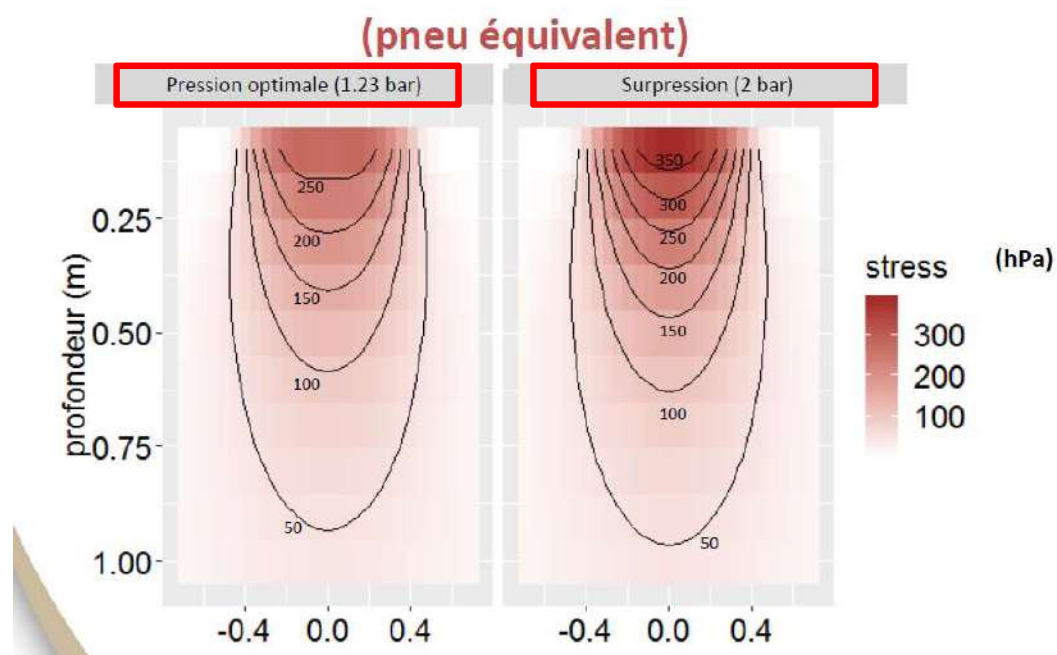 (pneu équivalent)
Pression optimale (1.23 bar)
Surpression (2 bar)
profondeur (m)
0.25
0.50
0.75
1.00
250
200
150
100
50
-0.4 0.0 0.4
350
300
250
200
150
100
50
-0.4 0.0 0.4
stress (hPa)
300
200
100